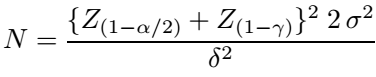 N = \frac{\{Z_{(1-\alpha/2)} + Z_{(1-\gamma)}\}^2 \, 2 \, \sigma^2}{\delta^2}